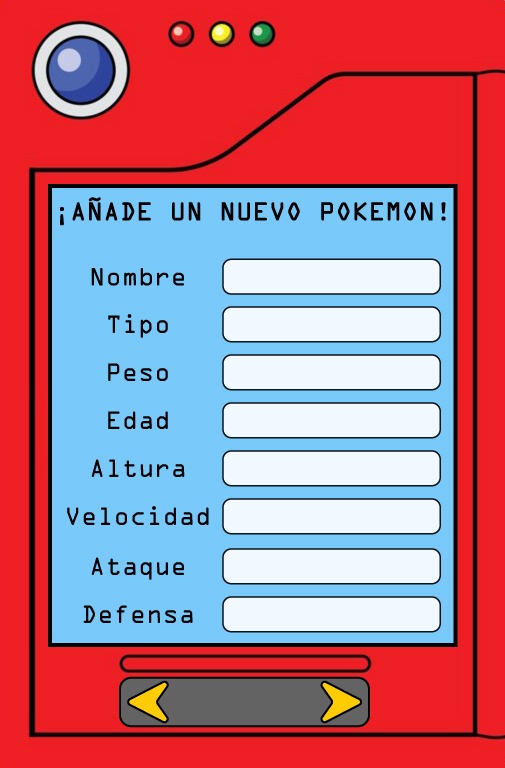 ¡AÑADE UN NUEVO POKEMON!
Nombre
Tipo
Peso
Edad
Altura
Velocidad
Ataque
Defensa